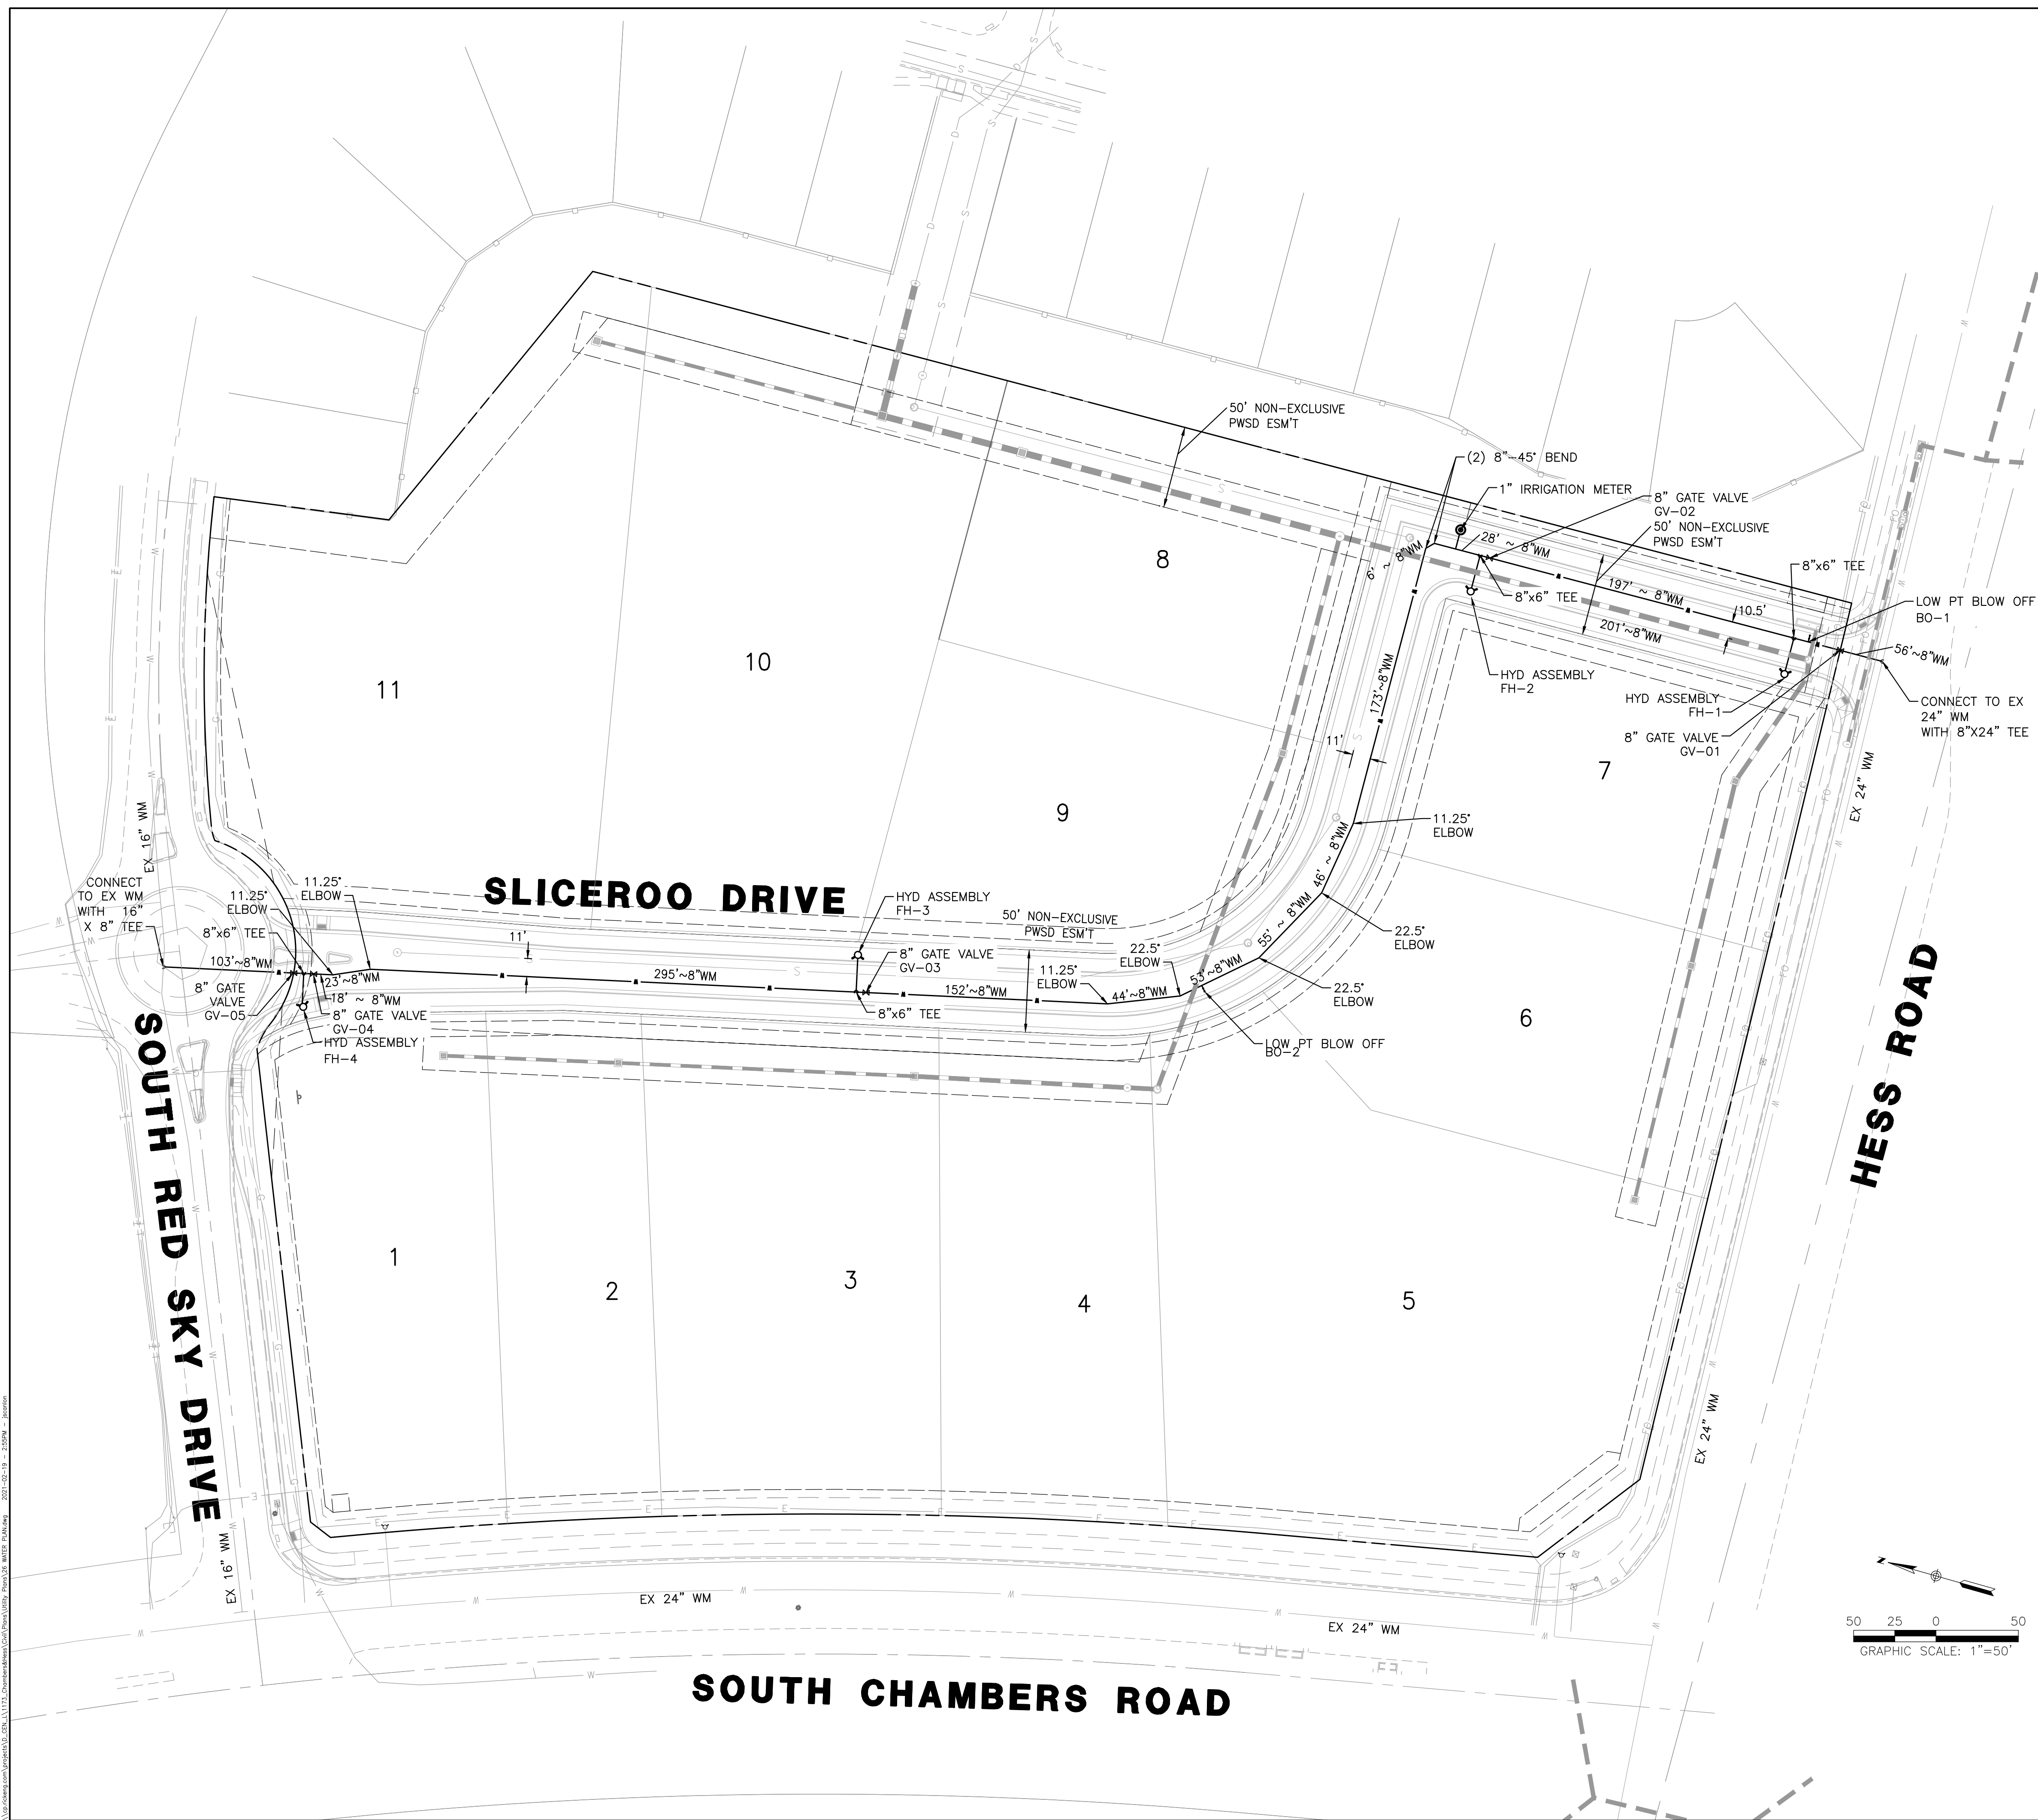 50' NON-EXCLUSIVE
PWSD ESM'T
(2) 8"-45° BEND
1" IRRIGATION METER
8" GATE VALVE
GV-02
50' NON-EXCLUSIVE
PWSD ESM'T
6' ~ 8"WM
28' ~ 8"WM
8"x6" TEE
8"x6" TEE
197' ~ 8"WM
10.5'
201'~8"WM
LOW PT BLOW OFF
BO-1
56'~8"WM
HYD ASSEMBLY
FH-2
HYD ASSEMBLY
FH-1
8" GATE VALVE
GV-01
CONNECT TO EX
24" WM
WITH 8"X24" TEE
173'~8"WM
11'
EX 24" WM
8
10
11
9
7
11.25°
ELBOW
46' ~ 8"WM
22.5°
ELBOW
55' ~ 8"WM
22.5°
ELBOW
53'~8"WM
LOW PT BLOW OFF
BO-2
EX 16" WM
CONNECT
TO EX WM
WITH 16"
X 8" TEE
11.25°
ELBOW
11.25°
ELBOW
8"x6" TEE
SLICEROO DRIVE
HYD ASSEMBLY
FH-3
50' NON-EXCLUSIVE
PWSD ESM'T
11'
8" GATE VALVE
GV-03
22.5°
ELBOW
11.25°
ELBOW
103'~8"WM
23'~8"WM
295'~8"WM
152'~8"WM
44'~8"WM
8" GATE
VALVE
GV-05
18' ~ 8"WM
8" GATE VALVE
GV-04
HYD ASSEMBLY
FH-4
8"x6" TEE
6
SOUTH RED SKY DRIVE
HESS ROAD
1
2
3
4
5
EX 24" WM
EX 16" WM
EX 24" WM
EX 24" WM
SOUTH CHAMBERS ROAD
Z
50 25 0 50
GRAPHIC SCALE: 1"=50'